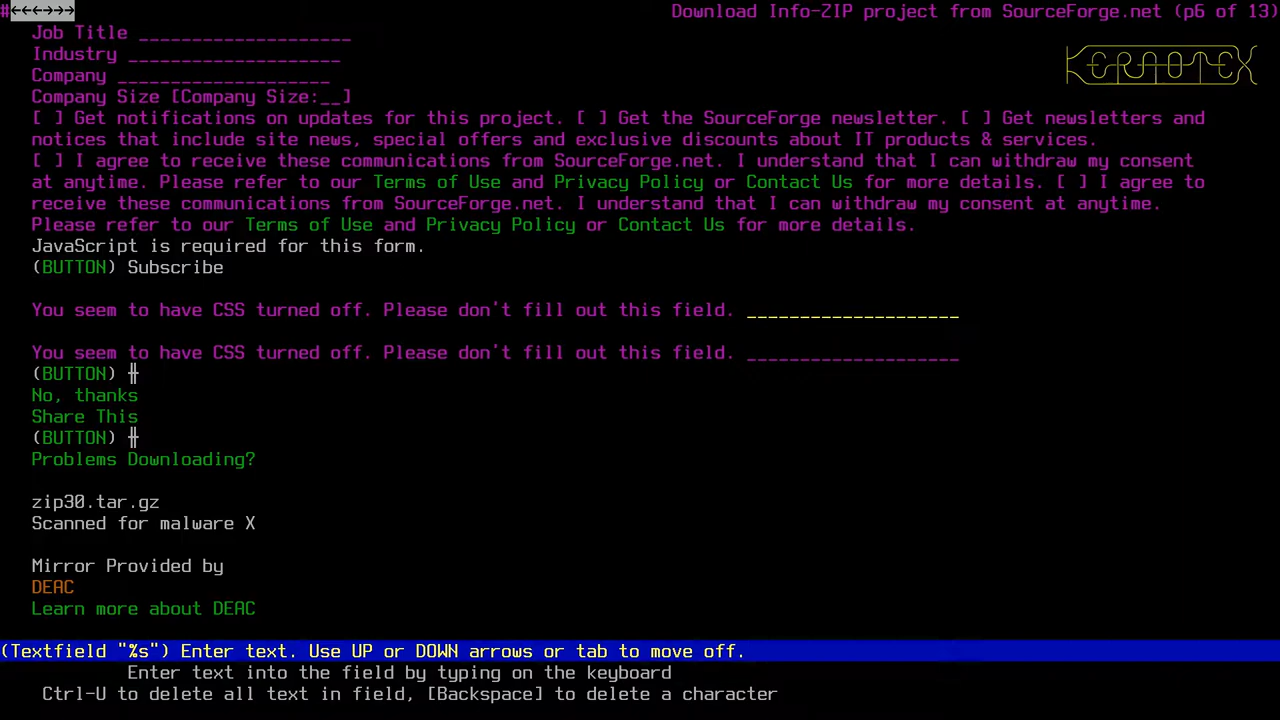 #<--<-->-->
Download Info-ZIP project from SourceForge.net (p6 of 13)
KERNOTEX
Job Title ____________________
Industry ____________________
Company ____________________
Company Size [Company Size:__]
[ ] Get notifications on updates for this project. [ ] Get the SourceForge newsletter. [ ] Get newsletters and
notices that include site news, special offers and exclusive discounts about IT products & services.
[ ] I agree to receive these communications from SourceForge.net. I understand that I can withdraw my consent
at anytime. Please refer to our Terms of Use and Privacy Policy or Contact Us for more details. [ ] I agree to
receive these communications from SourceForge.net. I understand that I can withdraw my consent at anytime.
Please refer to our Terms of Use and Privacy Policy or Contact Us for more details.
JavaScript is required for this form.
(BUTTON) Subscribe
You seem to have CSS turned off. Please don't fill out this field. ____________________
You seem to have CSS turned off. Please don't fill out this field. ____________________
(BUTTON) ╫
No, thanks
Share This
(BUTTON) ╫
Problems Downloading?
zip30.tar.gz
Scanned for malware X
Mirror Provided by
DEAC
Learn more about DEAC
(Textfield "%s") Enter text. Use UP or DOWN arrows or tab to move off.
Enter text into the field by typing on the keyboard
Ctrl-U to delete all text in field, [Backspace] to delete a character